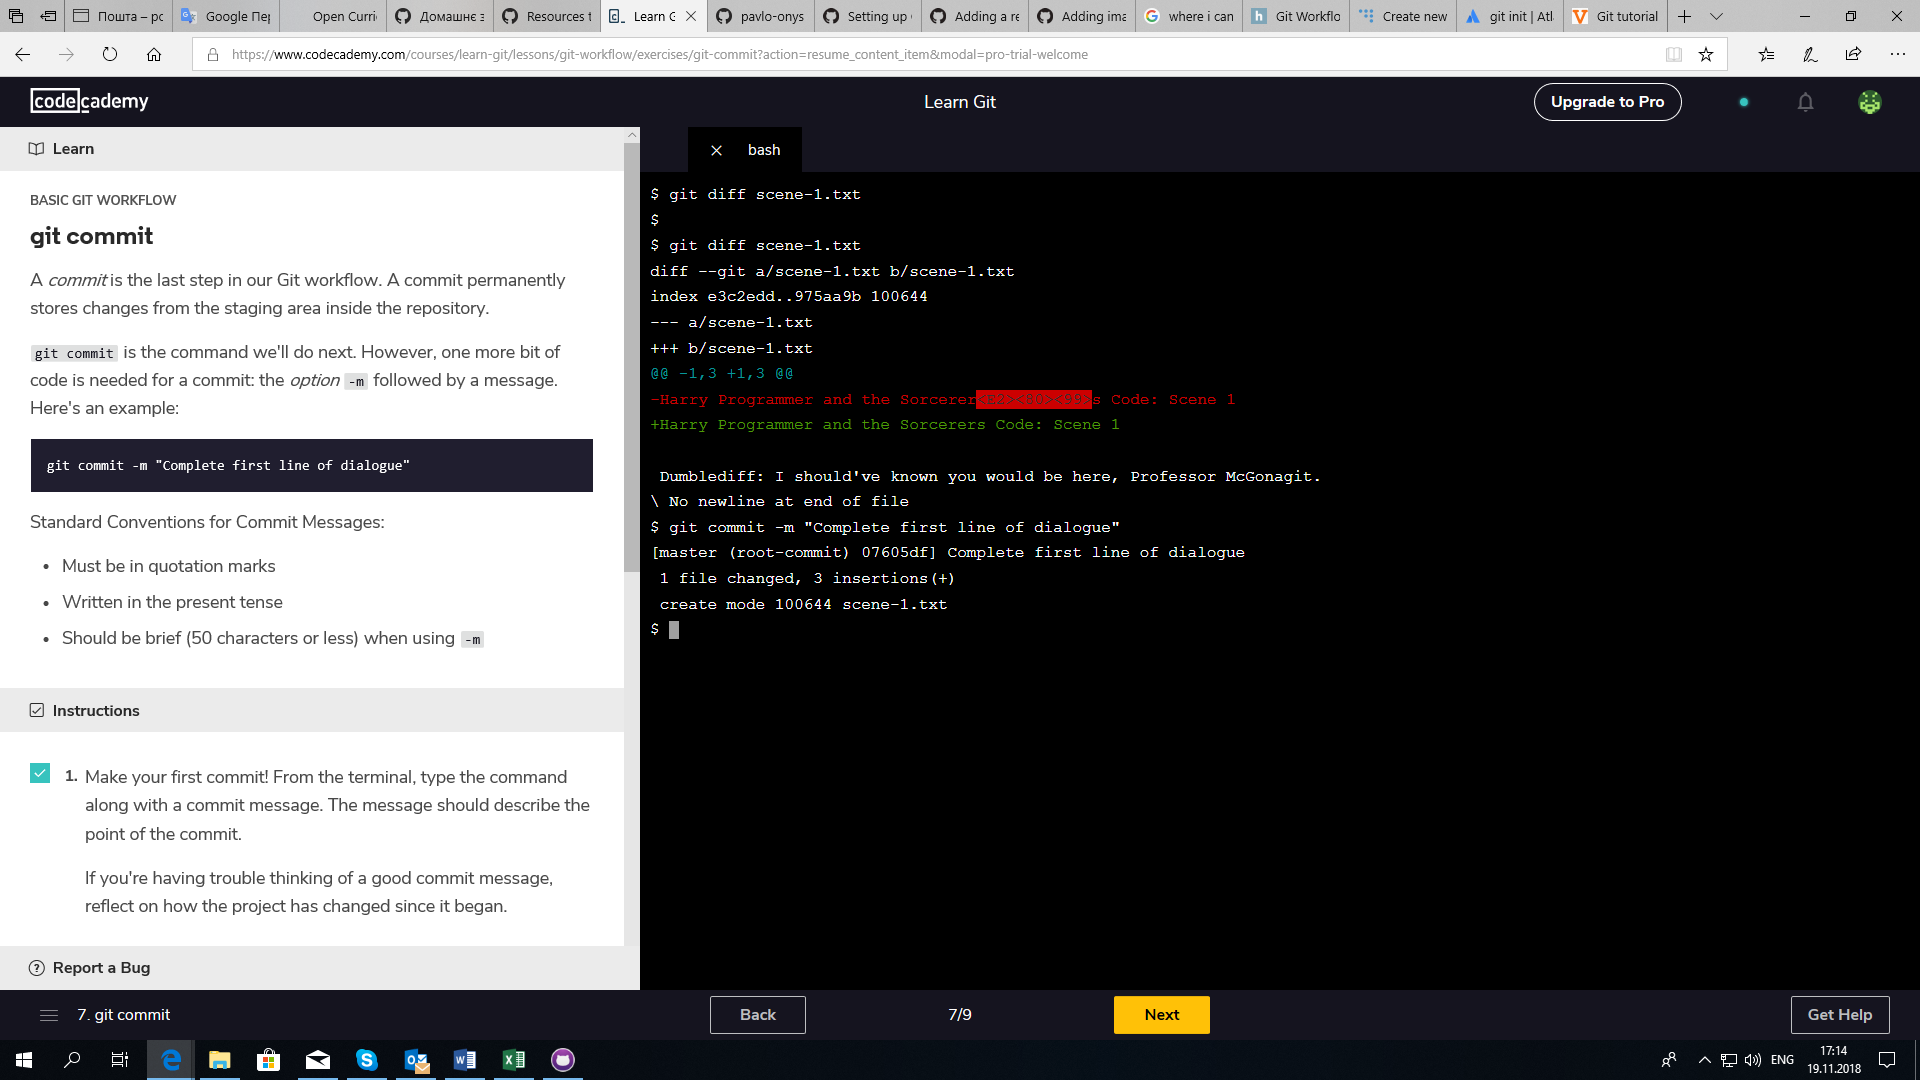 Пошта – рс
Google Пер
Open Curri
Домашнє з
Resources t
Learn G
pavlo-onys
Setting up
Adding a re
Adding ima
where i can
Git Workflo
Create new
git init | Atl
Git tutorial
https://www.codecademy.com/courses/learn-git/lessons/git-workflow/exercises/git-commit?action=resume_content_item&modal=pro-trial-welcome
codecademy
Learn Git
Upgrade to Pro
Learn
bash
BASIC GIT WORKFLOW
git commit
A commit is the last step in our Git workflow. A commit permanently
stores changes from the staging area inside the repository.
git commit is the command we'll do next. However, one more bit of
code is needed for a commit: the option -m followed by a message.
Here's an example:
git commit -m "Complete first line of dialogue"
Standard Conventions for Commit Messages:
• Must be in quotation marks
• Written in the present tense
• Should be brief (50 characters or less) when using -m
Instructions
1. Make your first commit! From the terminal, type the command
along with a commit message. The message should describe the
point of the commit.
If you're having trouble thinking of a good commit message,
reflect on how the project has changed since it began.
Report a Bug
$ git diff scene-1.txt
$
$ git diff scene-1.txt
diff --git a/scene-1.txt b/scene-1.txt
index e3c2edd..975aa9b 100644
--- a/scene-1.txt
+++ b/scene-1.txt
@@ -1,3 +1,3 @@
-Harry Programmer and the Sorcerer<E2><80><99>s Code: Scene 1
+Harry Programmer and the Sorcerers Code: Scene 1
Dumblediff: I should've known you would be here, Professor McGonagit.
\ No newline at end of file
$ git commit -m "Complete first line of dialogue"
[master (root-commit) 07605df] Complete first line of dialogue
1 file changed, 3 insertions(+)
create mode 100644 scene-1.txt
$
7. git commit
Back
7/9
Next
Get Help
ENG
17:14
19.11.2018